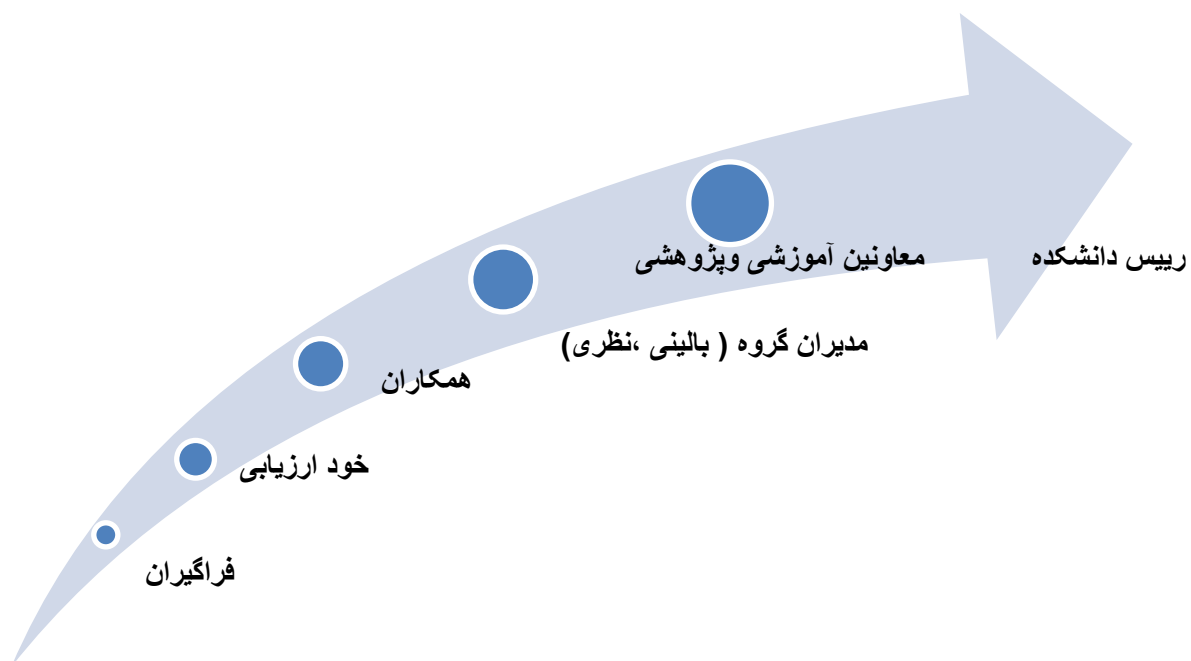 رییس دانشکده
معاونین آموزشی وپژوهشی
مدیران گروه ( بالینی ،نظری)
همکاران
خود ارزیابی
فراگیران